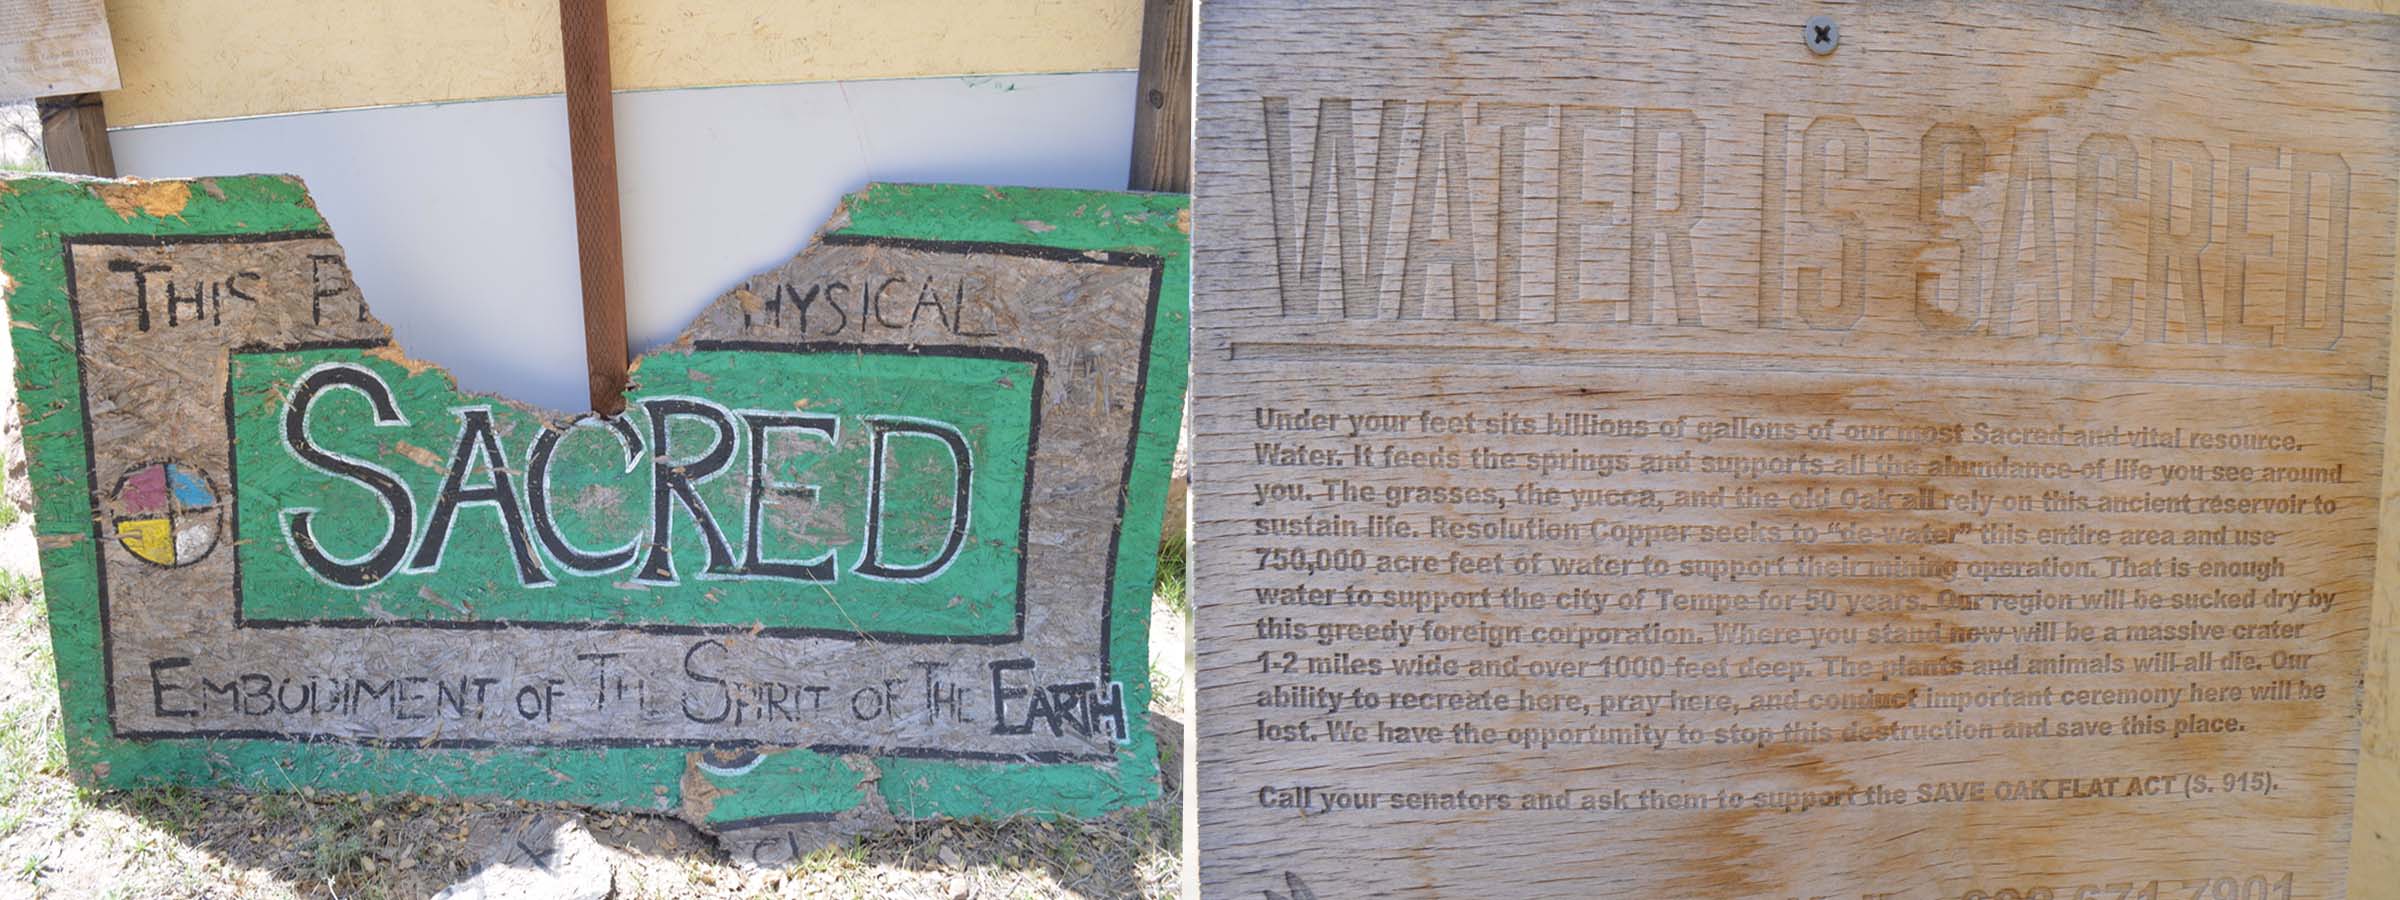 THIS
PHYSICAL
SACRED
EMBODIMENT OF THE SPIRIT OF THE EARTH
WATER IS SACRED
Under your feet sits billions of gallons of our most Sacred and vital resource.
Water. It feeds the springs and supports all the abundance of life you see around
you. The grasses, the yucca, and the old Oak all rely on this ancient reservoir to
sustain life. Resolution Copper seeks to “de-water” this entire area and use
750,000 acre feet of water to support their mining operation. That is enough
water to support the city of Tempe for 50 years. Our region will be sucked dry by
this greedy foreign corporation. Where you stand now will be a massive crater
1-2 miles wide and over 1000 feet deep. The plants and animals will all die. Our
ability to recreate here, pray here, and conduct important ceremony here will be
lost. We have the opportunity to stop this destruction and save this place.
Call your senators and ask them to support the SAVE OAK FLAT ACT (S. 915).